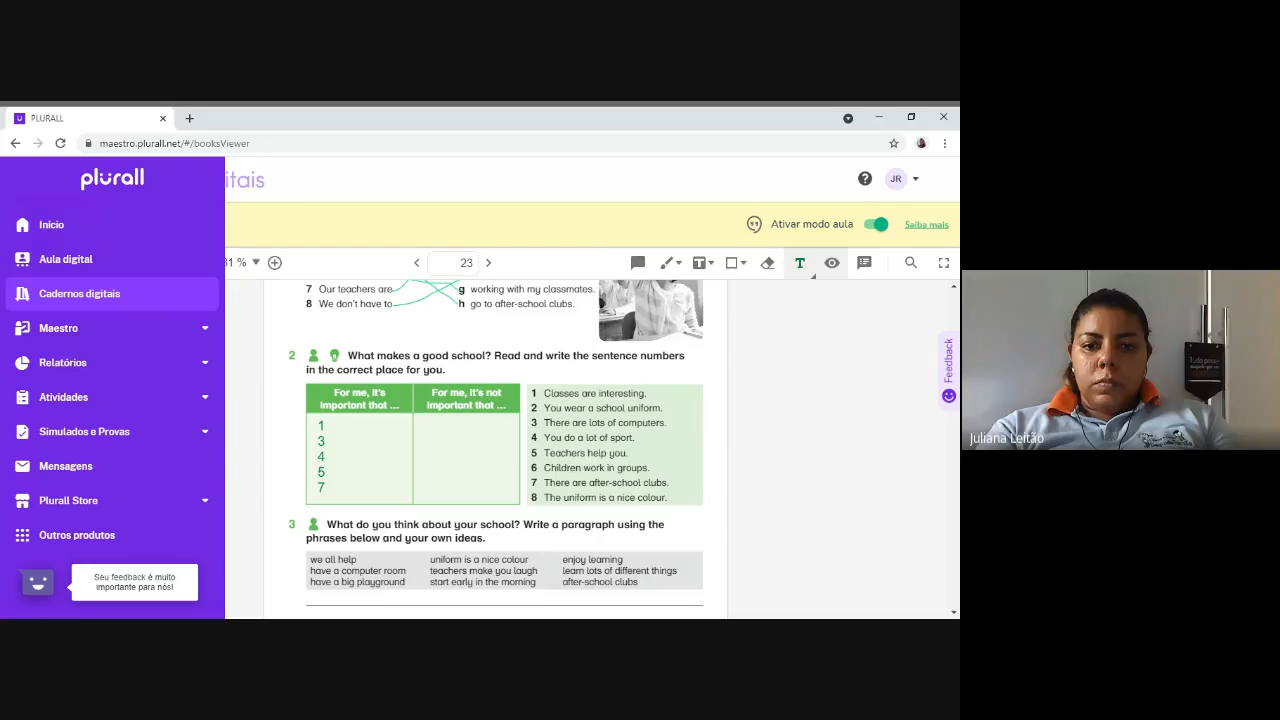 PLURALL
maestro.plurall.net/#/booksViewer
plurall
itais
JR
Início
Aula digital
Cadernos digitais
Maestro
Relatórios
Atividades
Simulados e Provas
Mensagens
Plurall Store
Outros produtos
Seu feedback é muito
importante para nós!
Ativar modo aula
Saiba mais
31 %
23
T
7 Our teachers are
8 We don't have to
g working with my classmates.
h go to after-school clubs.
2 What makes a good school? Read and write the sentence numbers
in the correct place for you.
For me, it's
important that ...
For me, it's not
important that ...
1
3
4
5
7
1 Classes are interesting.
2 You wear a school uniform.
3 There are lots of computers.
4 You do a lot of sport.
5 Teachers help you.
6 Children work in groups.
7 There are after-school clubs.
8 The uniform is a nice colour.
3 What do you think about your school? Write a paragraph using the
phrases below and your own ideas.
we all help uniform is a nice colour enjoy learning
have a computer room teachers make you laugh learn lots of different things
have a big playground start early in the morning after-school clubs
Feedback
Juliana Leitão